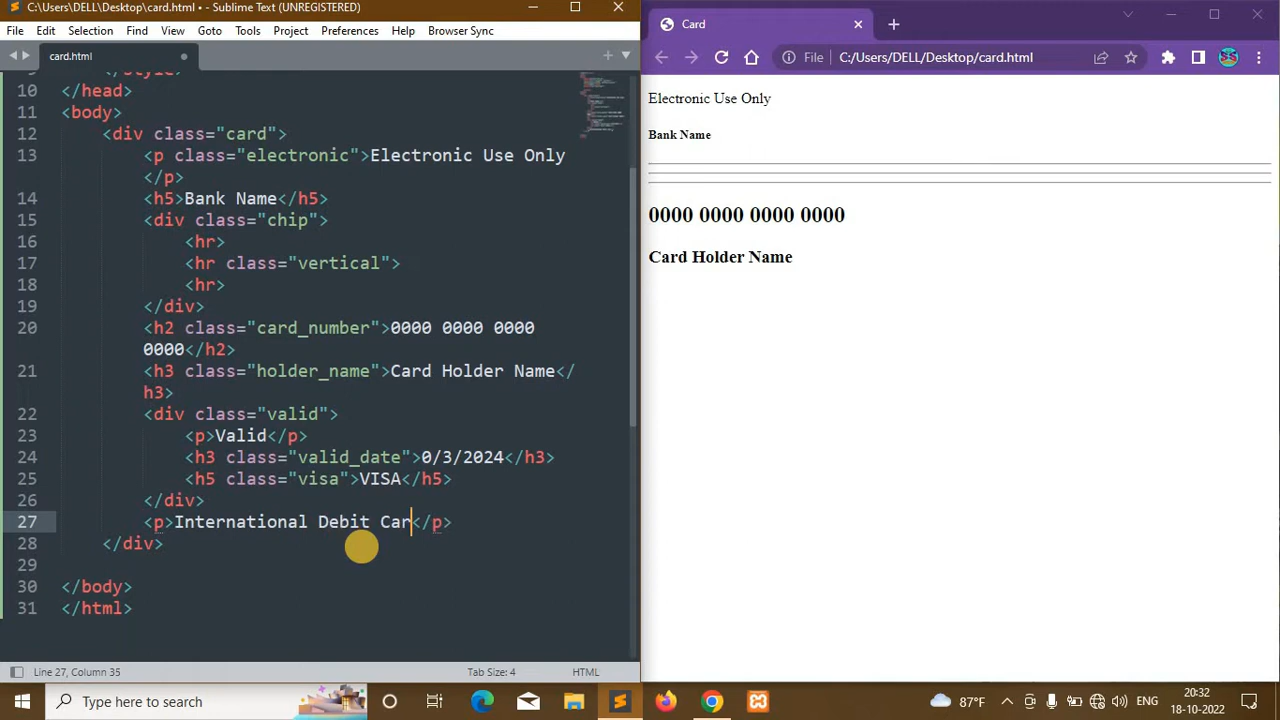 C:\Users\DELL\Desktop\card.html • - Sublime Text (UNREGISTERED)
File Edit Selection Find View Goto Tools Project Preferences Help Browser Sync
card.html
9 </style>
10 </head>
11 <body>
12 <div class="card">
13 <p class="electronic">Electronic Use Only
</p>
14 <h5>Bank Name</h5>
15 <div class="chip">
16 <hr>
17 <hr class="vertical">
18 <hr>
19 </div>
20 <h2 class="card_number">0000 0000 0000
0000</h2>
21 <h3 class="holder_name">Card Holder Name</
h3>
22 <div class="valid">
23 <p>Valid</p>
24 <h3 class="valid_date">0/3/2024</h3>
25 <h5 class="visa">VISA</h5>
26 </div>
27 <p>International Debit Car</p>
28 </div>
29
30 </body>
31 </html>
Line 27, Column 35 Tab Size: 4 HTML
Card
File C:/Users/DELL/Desktop/card.html
Electronic Use Only
Bank Name
0000 0000 0000 0000
Card Holder Name
Type here to search
87°F ENG 20:32
18-10-2022